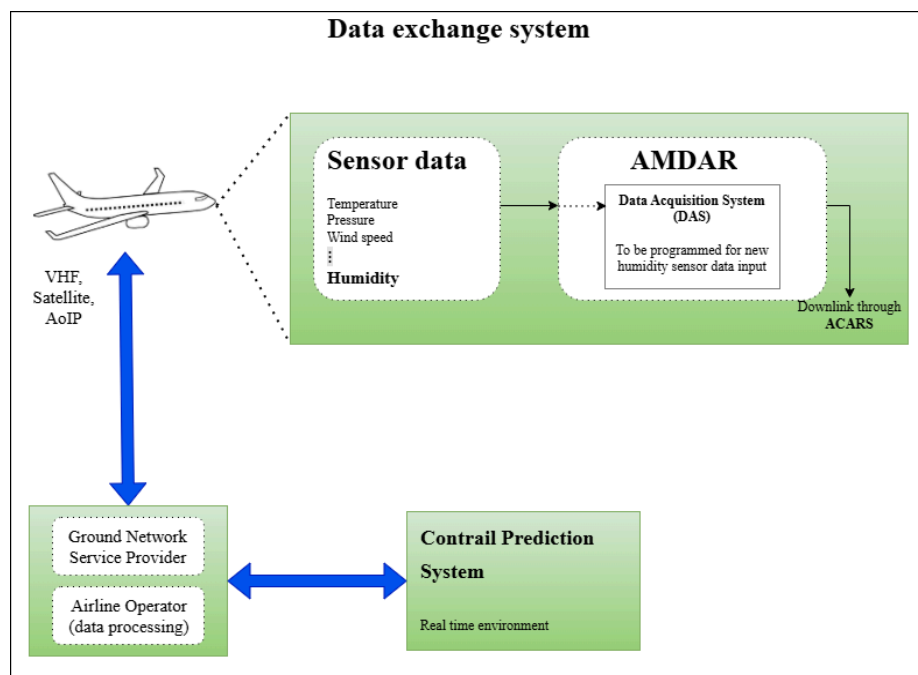 Data exchange system
Sensor data
Temperature
Pressure
Wind speed
Humidity
AMDAR
Data Acquisition System
(DAS)
To be programmed for new
humidity sensor data input
Downlink through
ACARS
VHF,
Satellite,
AoIP
Ground Network
Service Provider
Airline Operator
(data processing)
Contrail Prediction
System
Real time environment